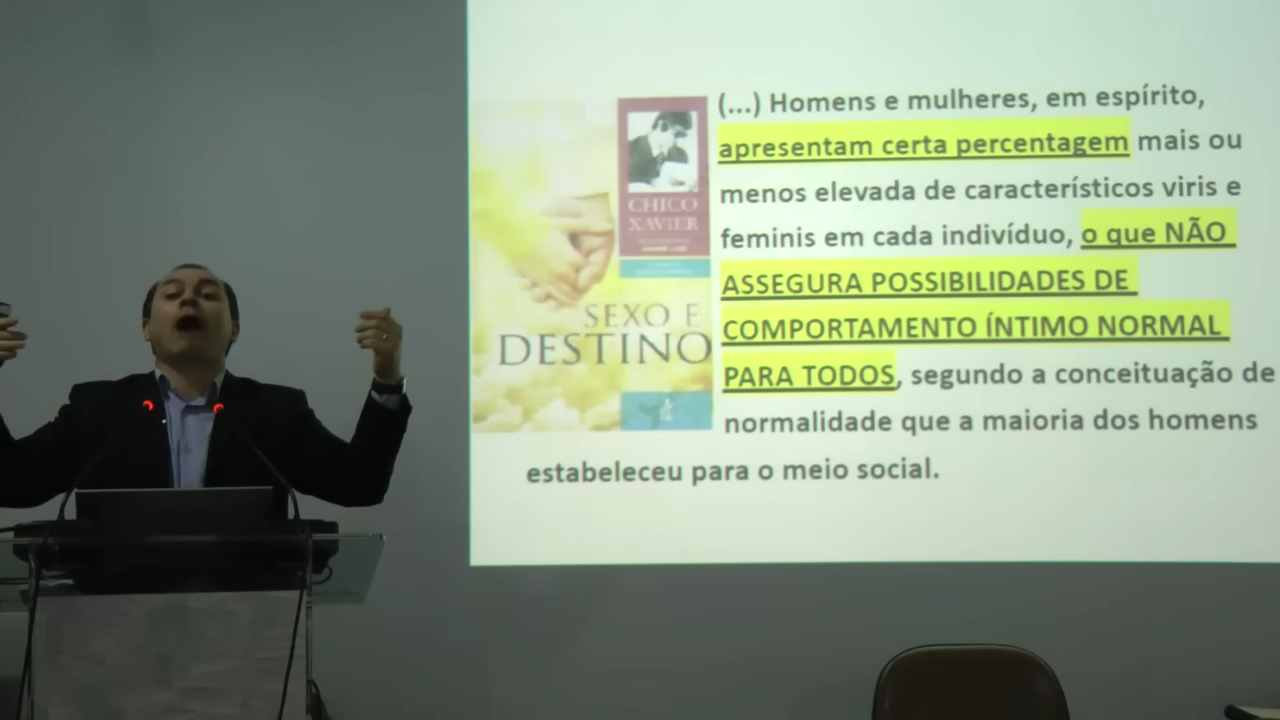 (...) Homens e mulheres, em espírito,
apresentam certa percentagem mais ou
menos elevada de característicos viris e
feminis em cada indivíduo, o que NÃO
ASSEGURA POSSIBILIDADES DE
COMPORTAMENTO ÍNTIMO NORMAL
PARA TODOS, segundo a conceituação de
normalidade que a maioria dos homens
estabeleceu para o meio social.
CHICO
XAVIER
SEXO E
DESTINO